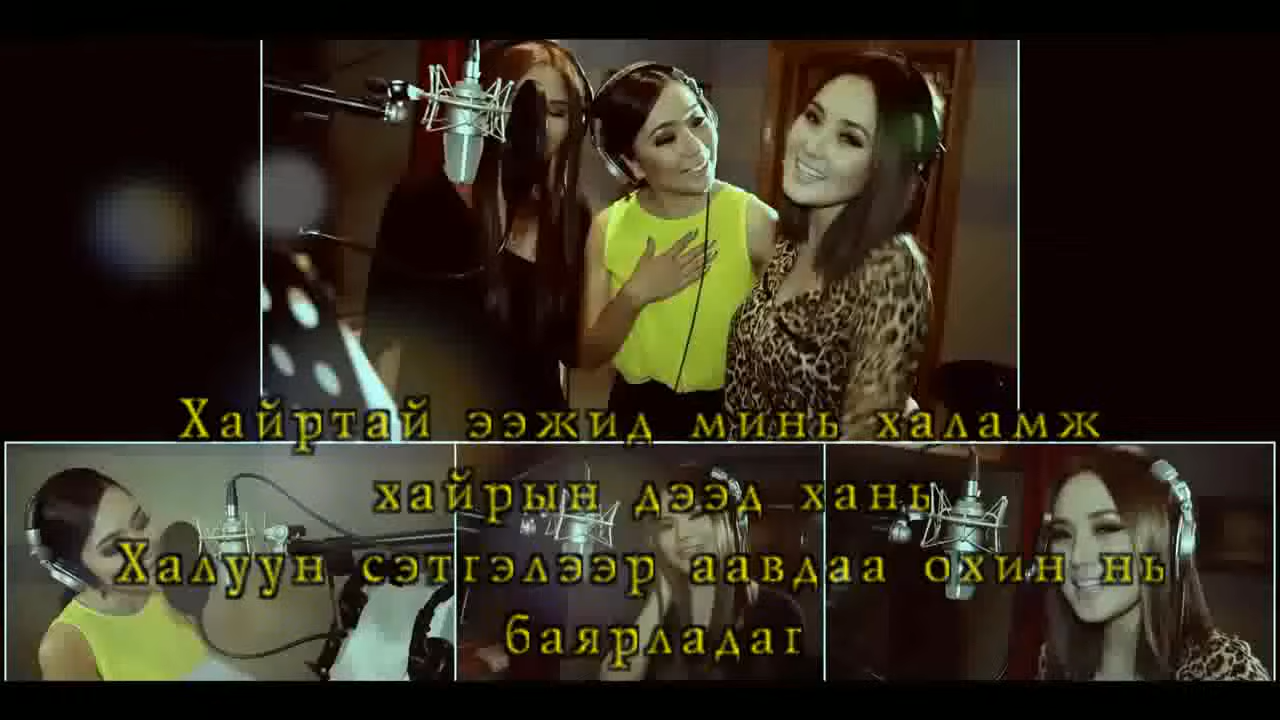 Хайртай ээжид минь халамж
хайрын дээд хань
Халуун сэтгэлээр аавдаа охин нь
баярладаг